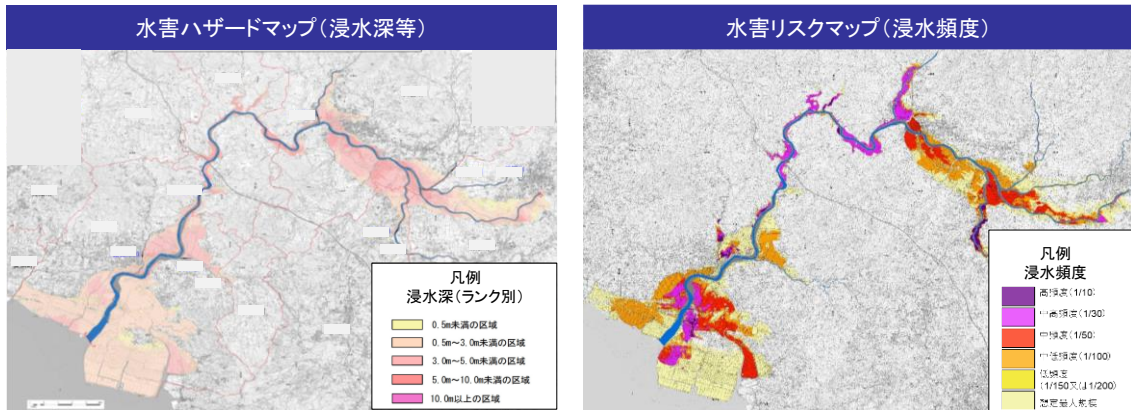 水害ハザードマップ(浸水深等)
凡例
浸水深(ランク別)
0.5m未満の区域
0.5m~3.0m未満の区域
3.0m~5.0m未満の区域
5.0m~10.0m未満の区域
10.0m以上の区域
水害リスクマップ(浸水頻度)
凡例
浸水頻度
高頻度(1/10)
中高頻度(1/30)
中頻度(1/50)
中低頻度(1/100)
低頻度
(1/150又は1/200)
想定最大規模